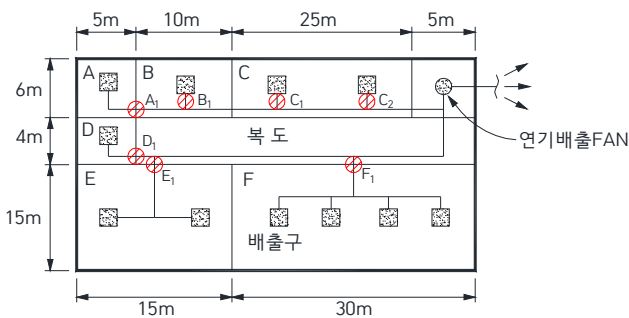 5m 10m 25m 5m
6m
4m
15m
A B C
A₁ B₁ C₁ C₂
D 복 도
D₁
연기배출FAN
E E₁ F F₁
배출구
15m 30m